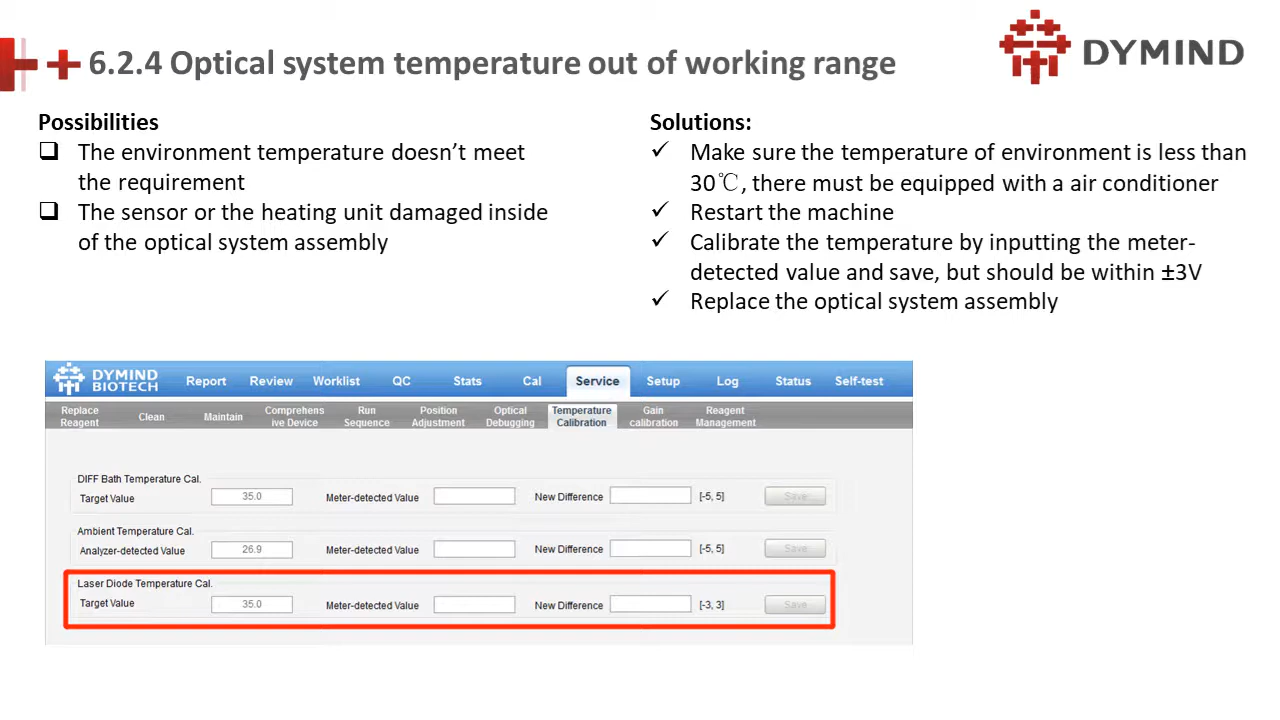 6.2.4 Optical system temperature out of working range
DYMIND
Possibilities
The environment temperature doesn't meet
the requirement
The sensor or the heating unit damaged inside
of the optical system assembly
Solutions:
Make sure the temperature of environment is less than
30℃, there must be equipped with a air conditioner
Restart the machine
Calibrate the temperature by inputting the meter-
detected value and save, but should be within ±3V
Replace the optical system assembly
DYMIND
BIOTECH
Report Review Worklist QC Stats Cal Service Setup Log Status Self-test
Replace Reagent Clean Maintain Comprehensive Device Run Sequence Position Adjustment Optical Debugging Temperature Calibration Gain calibration Reagent Management
DIFF Bath Temperature Cal.
Target Value 35.0 Meter-detected Value New Difference [-5, 5] Save
Ambient Temperature Cal.
Analyzer-detected Value 26.9 Meter-detected Value New Difference [-5, 5] Save
Laser Diode Temperature Cal.
Target Value 35.0 Meter-detected Value New Difference [-3, 3] Save